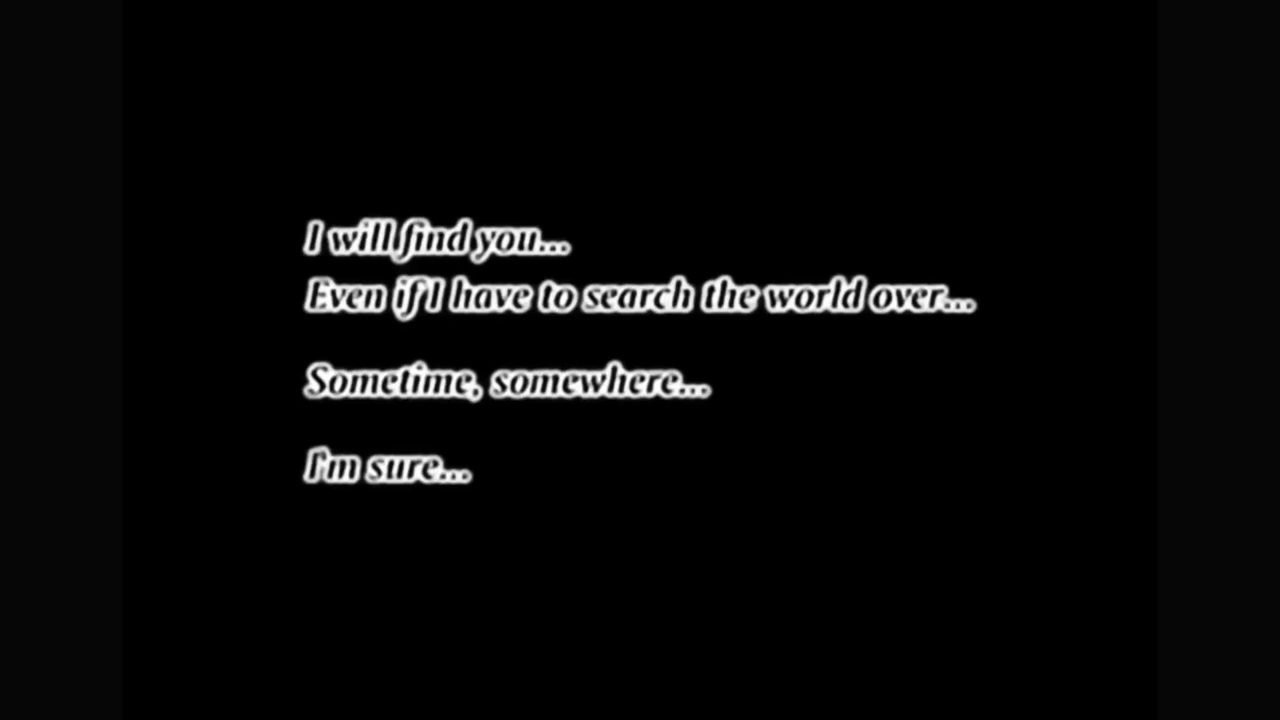 I will find you...
Even if I have to search the world over...
Sometime, somewhere...
I'm sure...